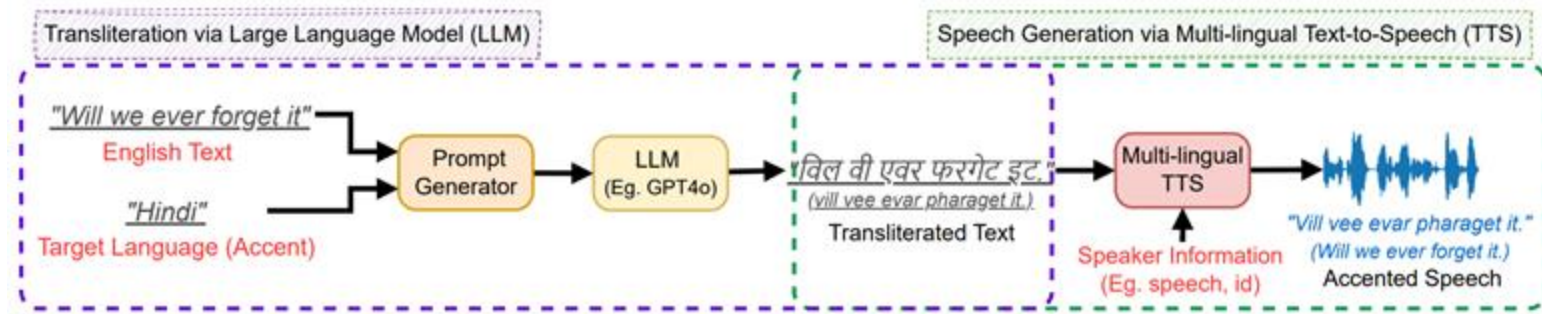 Transliteration via Large Language Model (LLM)
Speech Generation via Multi-lingual Text-to-Speech (TTS)
"Will we ever forget it"
English Text
"Hindi"
Target Language (Accent)
Prompt
Generator
LLM
(Eg. GPT4o)
"विल वी एवर फरगेट इट."
(vill vee evar pharaget it.)
Transliterated Text
Multi-lingual
TTS
Speaker Information
(Eg. speech, id)
"Vill vee evar pharaget it."
(Will we ever forget it.)
Accented Speech